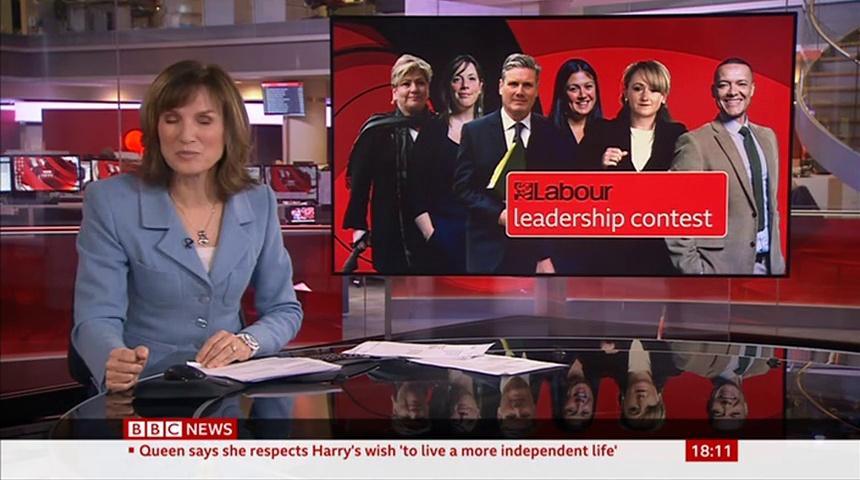 Labour
leadership contest
BBC NEWS
Queen says she respects Harry's wish 'to live a more independent life'
18:11